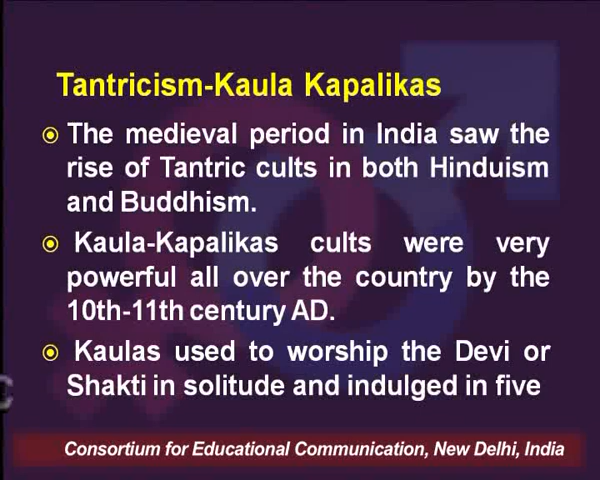 Tantricism-Kaula Kapalikas
The medieval period in India saw the
rise of Tantric cults in both Hinduism
and Buddhism.
Kaula-Kapalikas cults were very
powerful all over the country by the
10th-11th century AD.
Kaulas used to worship the Devi or
Shakti in solitude and indulged in five
Consortium for Educational Communication, New Delhi, India